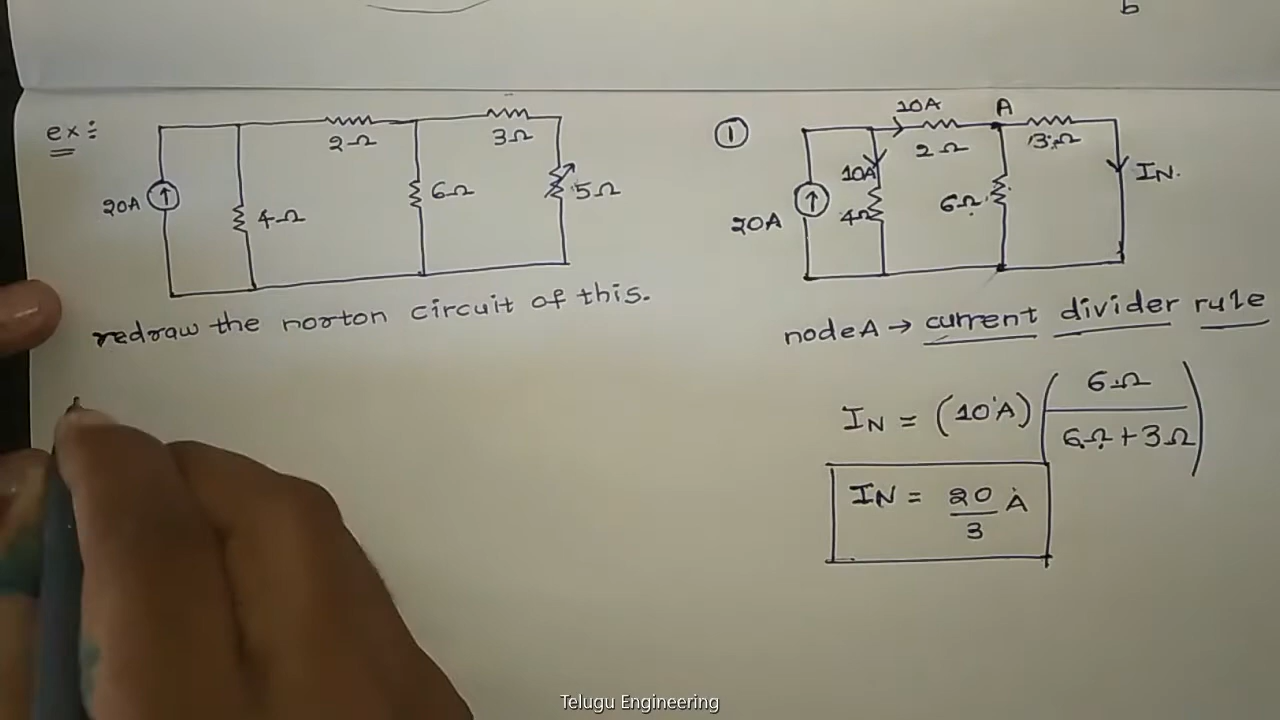 b
ex:
20A
4Ω
2Ω
6Ω
3Ω
5Ω
redraw the norton circuit of this.
①
20A
10A
4Ω
10A
2Ω
A
6Ω
3Ω
IN.
node A → current divider rule
IN = (10A) (6Ω / 6Ω + 3Ω)
IN = 20/3 A
Telugu Engineering